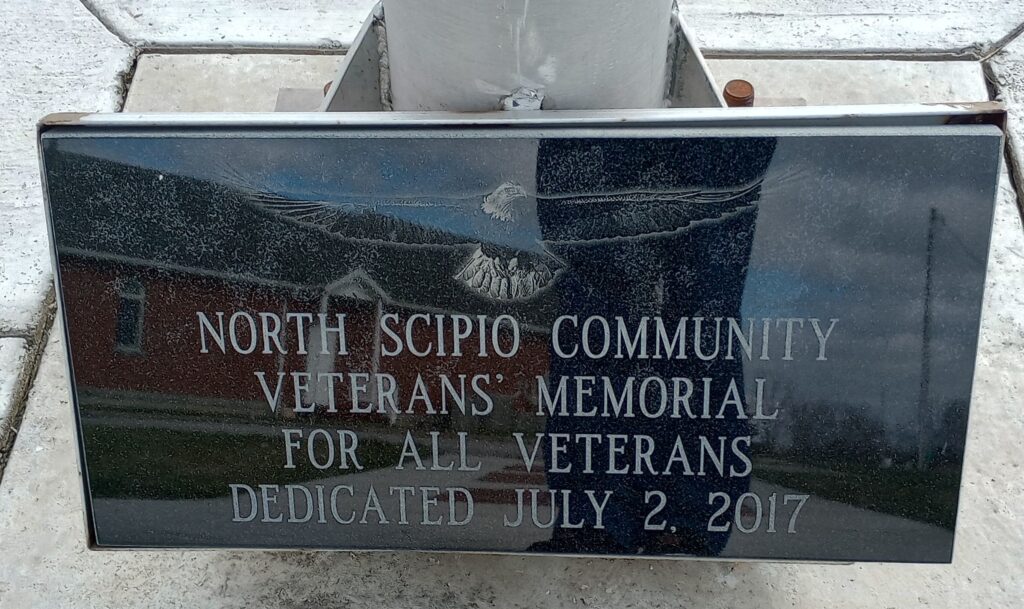 NORTH SCIPIO COMMUNITY
VETERANS' MEMORIAL
FOR ALL VETERANS
DEDICATED JULY 2, 2017